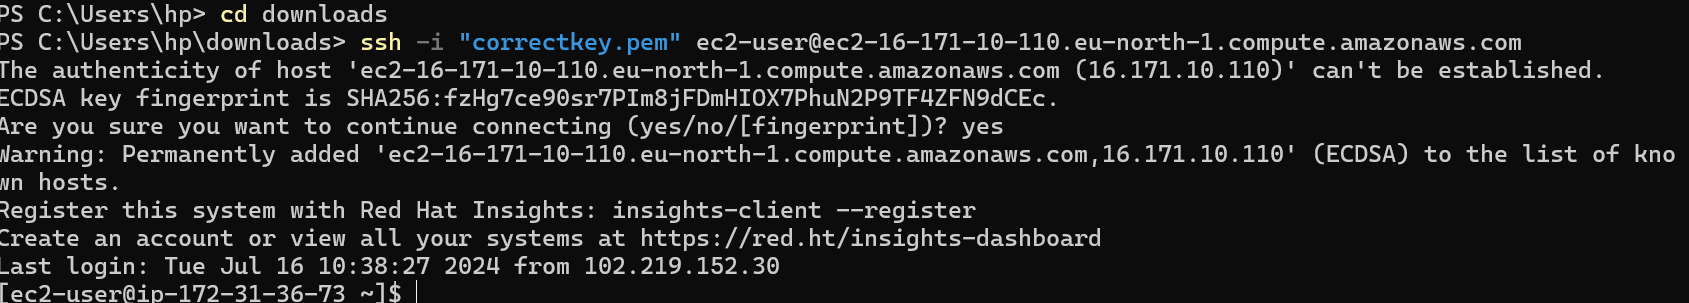 PS C:\Users\hp> cd downloads
PS C:\Users\hp\downloads> ssh -i "correctkey.pem" ec2-user@ec2-16-171-10-110.eu-north-1.compute.amazonaws.com
The authenticity of host 'ec2-16-171-10-110.eu-north-1.compute.amazonaws.com (16.171.10.110)' can't be established.
ECDSA key fingerprint is SHA256:fzHg7ce90sr7PIm8jFDmHIOX7PhuN2P9TF4ZFN9dCEc.
Are you sure you want to continue connecting (yes/no/[fingerprint])? yes
Warning: Permanently added 'ec2-16-171-10-110.eu-north-1.compute.amazonaws.com,16.171.10.110' (ECDSA) to the list of kno
wn hosts.
Register this system with Red Hat Insights: insights-client --register
Create an account or view all your systems at https://red.ht/insights-dashboard
Last login: Tue Jul 16 10:38:27 2024 from 102.219.152.30
[ec2-user@ip-172-31-36-73 ~]$